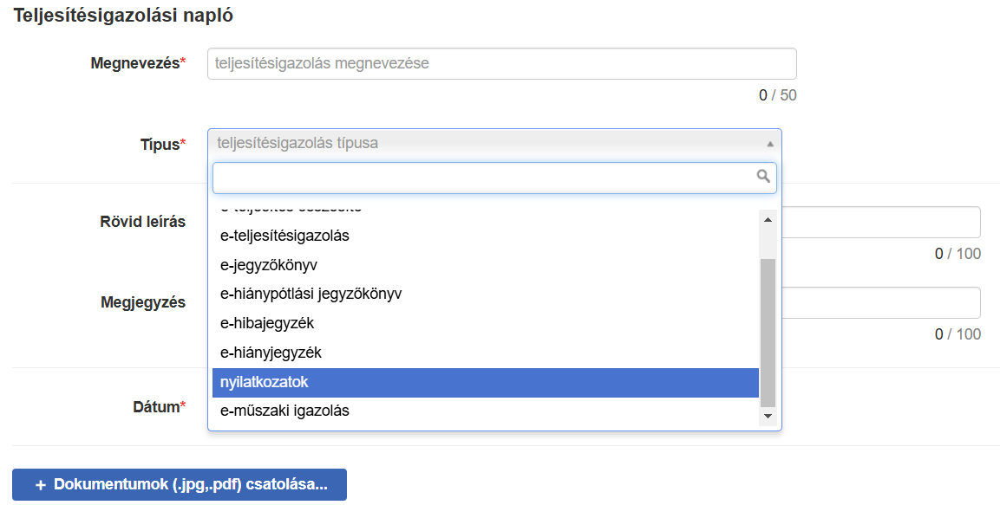 Teljesítésigazolási napló
Megnevezés* teljesítésigazolás megnevezése
0 / 50
Típus* teljesítésigazolás típusa
Rövid leírás
e-teljesítésigazolás
0 / 100
e-jegyzőkönyv
e-hiánypótlási jegyzőkönyv
Megjegyzés
e-hibajegyzék
0 / 100
e-hiányjegyzék
nyilatkozatok
Dátum*
e-műszaki igazolás
+ Dokumentumok (.jpg,.pdf) csatolása...